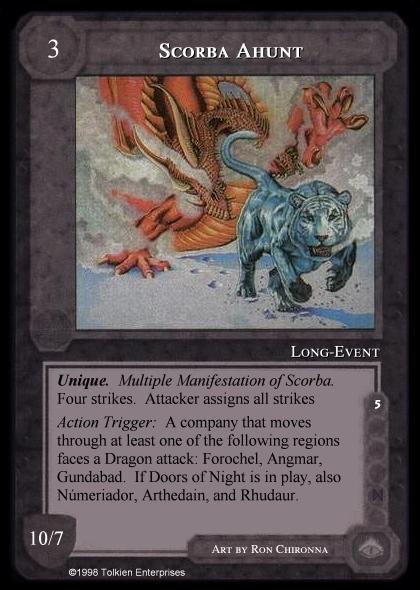 3
SCORBA AHUNT
LONG-EVENT
Unique. Multiple Manifestation of Scorba.
Four strikes. Attacker assigns all strikes
Action Trigger: A company that moves
through at least one of the following regions
faces a Dragon attack: Forochel, Angmar,
Gundabad. If Doors of Night is in play, also
Númeriador, Arthedain, and Rhudaur.
5
10/7
ART BY RON CHIRONNA
©1998 Tolkien Enterprises